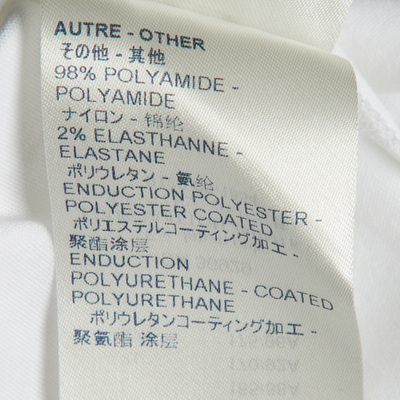 AUTRE - OTHER
その他 - 其他
98% POLYAMIDE -
POLYAMIDE
ナイロン - 锦纶
2% ELASTHANNE -
ELASTANE
ポリウレタン - 氨纶
ENDUCTION POLYESTER -
POLYESTER COATED
ポリエステルコーティング加工 -
聚酯涂层
ENDUCTION
POLYURETHANE - COATED
POLYURETHANE
ポリウレタンコーティング加工 -
聚氨酯 涂层